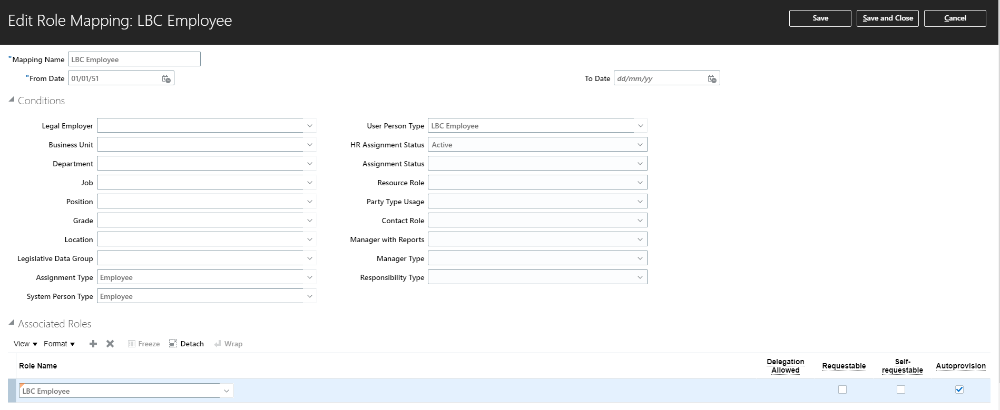 Edit Role Mapping: LBC Employee
Save
Save and Close
Cancel
*Mapping Name LBC Employee
*From Date 01/01/51
To Date dd/mm/yy
Conditions
Legal Employer
User Person Type LBC Employee
Business Unit
HR Assignment Status Active
Department
Assignment Status
Job
Resource Role
Position
Party Type Usage
Grade
Contact Role
Location
Manager with Reports
Legislative Data Group
Manager Type
Assignment Type Employee
Responsibility Type
System Person Type Employee
Associated Roles
View Format Freeze Detach Wrap
Role Name
Delegation
Allowed
Requestable
Self-
requestable
Autoprovision
LBC Employee